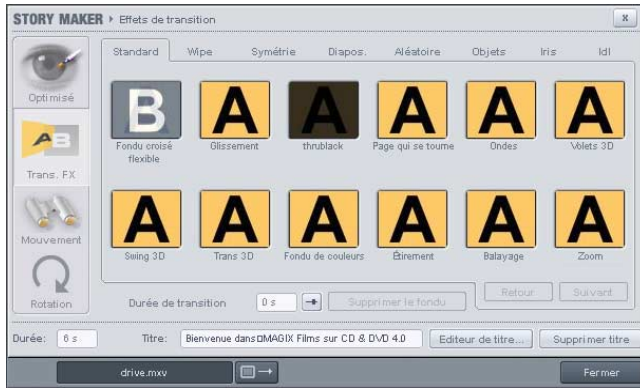 STORY MAKER ▸ Effets de transition
x
Standard Wipe Symétrie Diapos. Aléatoire Objets Iris Idl
Optimisé
B A A A A A
Fondu croisé flexible Glissement thrublack Page qui se tourne Ondes Volets 3D
AB
Trans. FX
A A A A A A
Swing 3D Trans 3D Fondu de couleurs Étirement Balayage Zoom
Mouvement
Rotation
Durée de transition 0 s Supprimer le fondu Retour Suivant
Durée: 6 s Titre: Bienvenue dans□MAGIX Films sur CD & DVD 4.0 Editeur de titre... Supprimer titre
drive.mxv Fermer